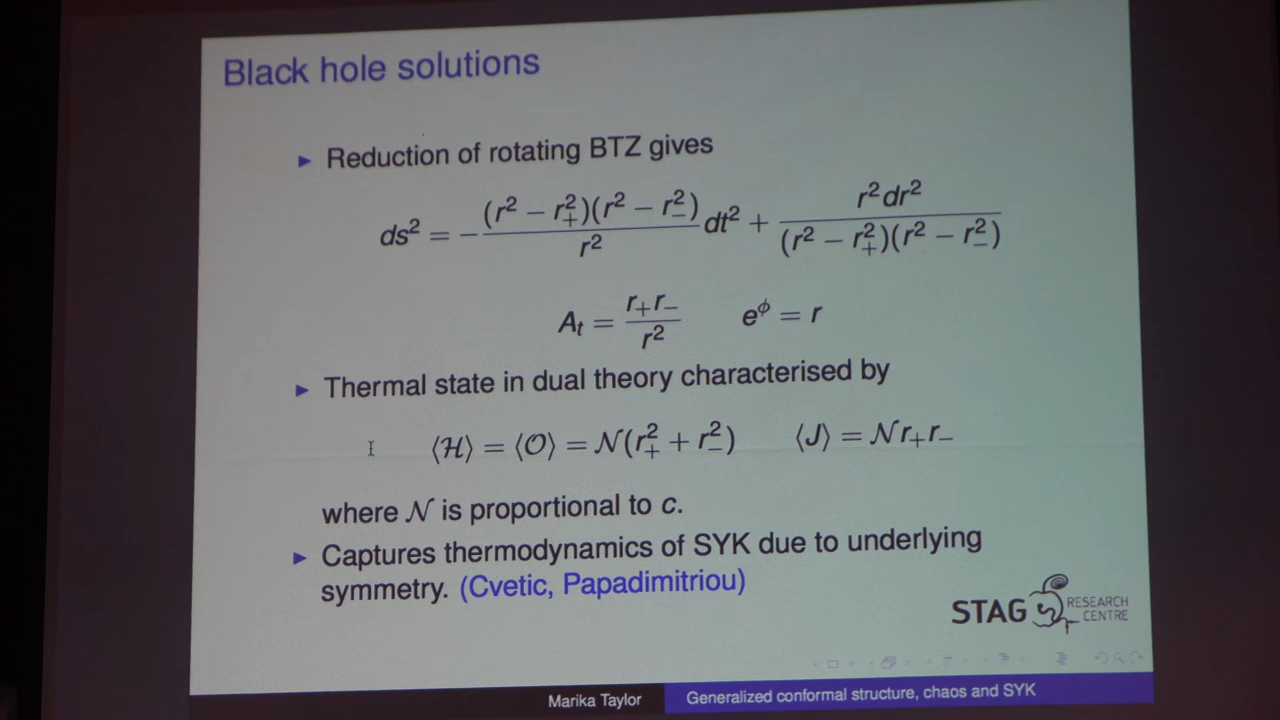 Black hole solutions
▶ Reduction of rotating BTZ gives
ds² = −(r² − r₊²)(r² − r₋²)/r² dt² + r²dr²/(r² − r₊²)(r² − r₋²)
A_t = r₊r₋/r² e^ϕ = r
▶ Thermal state in dual theory characterised by
⟨ℋ⟩ = ⟨𝒪⟩ = 𝒩(r₊² + r₋²) ⟨J⟩ = 𝒩r₊r₋
where 𝒩 is proportional to c.
▶ Captures thermodynamics of SYK due to underlying
symmetry. (Cvetic, Papadimitriou)
STAG RESEARCH
CENTRE
Marika Taylor Generalized conformal structure, chaos and SYK